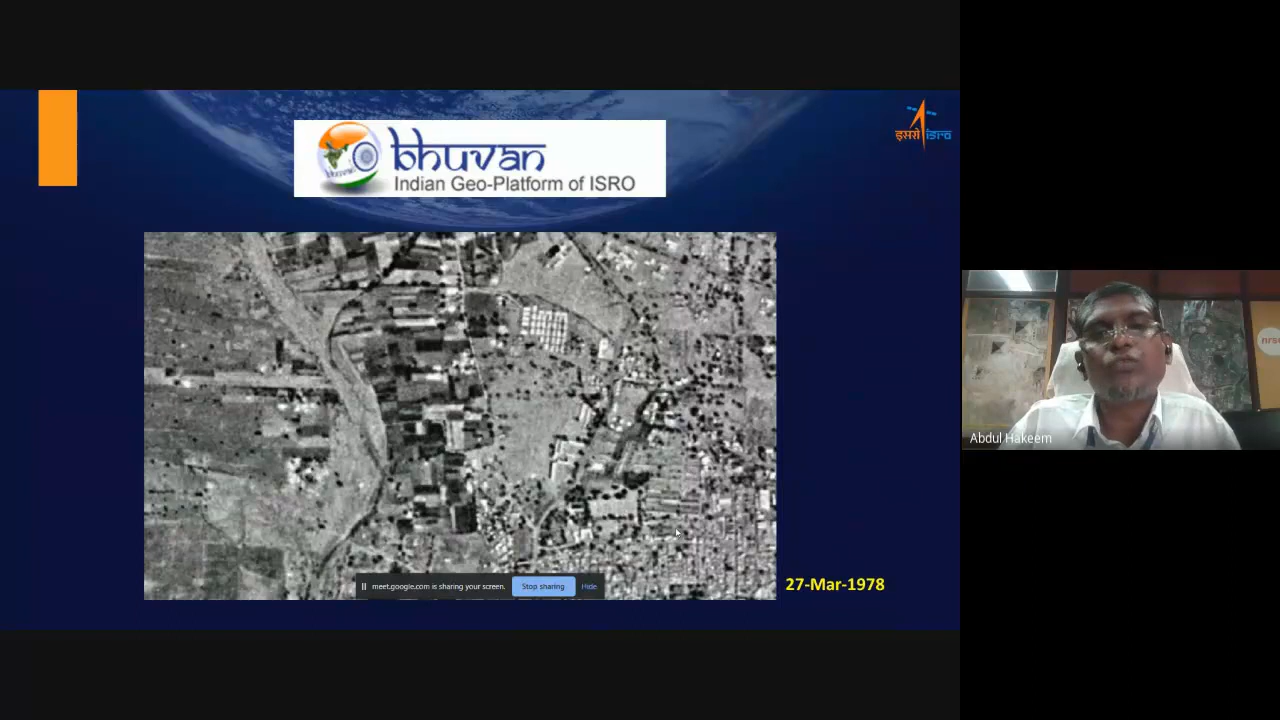 bhuvan
Indian Geo-Platform of ISRO
इसरो isro
meet.google.com is sharing your screen.
Stop sharing
Hide
27-Mar-1978
Abdul Hakeem